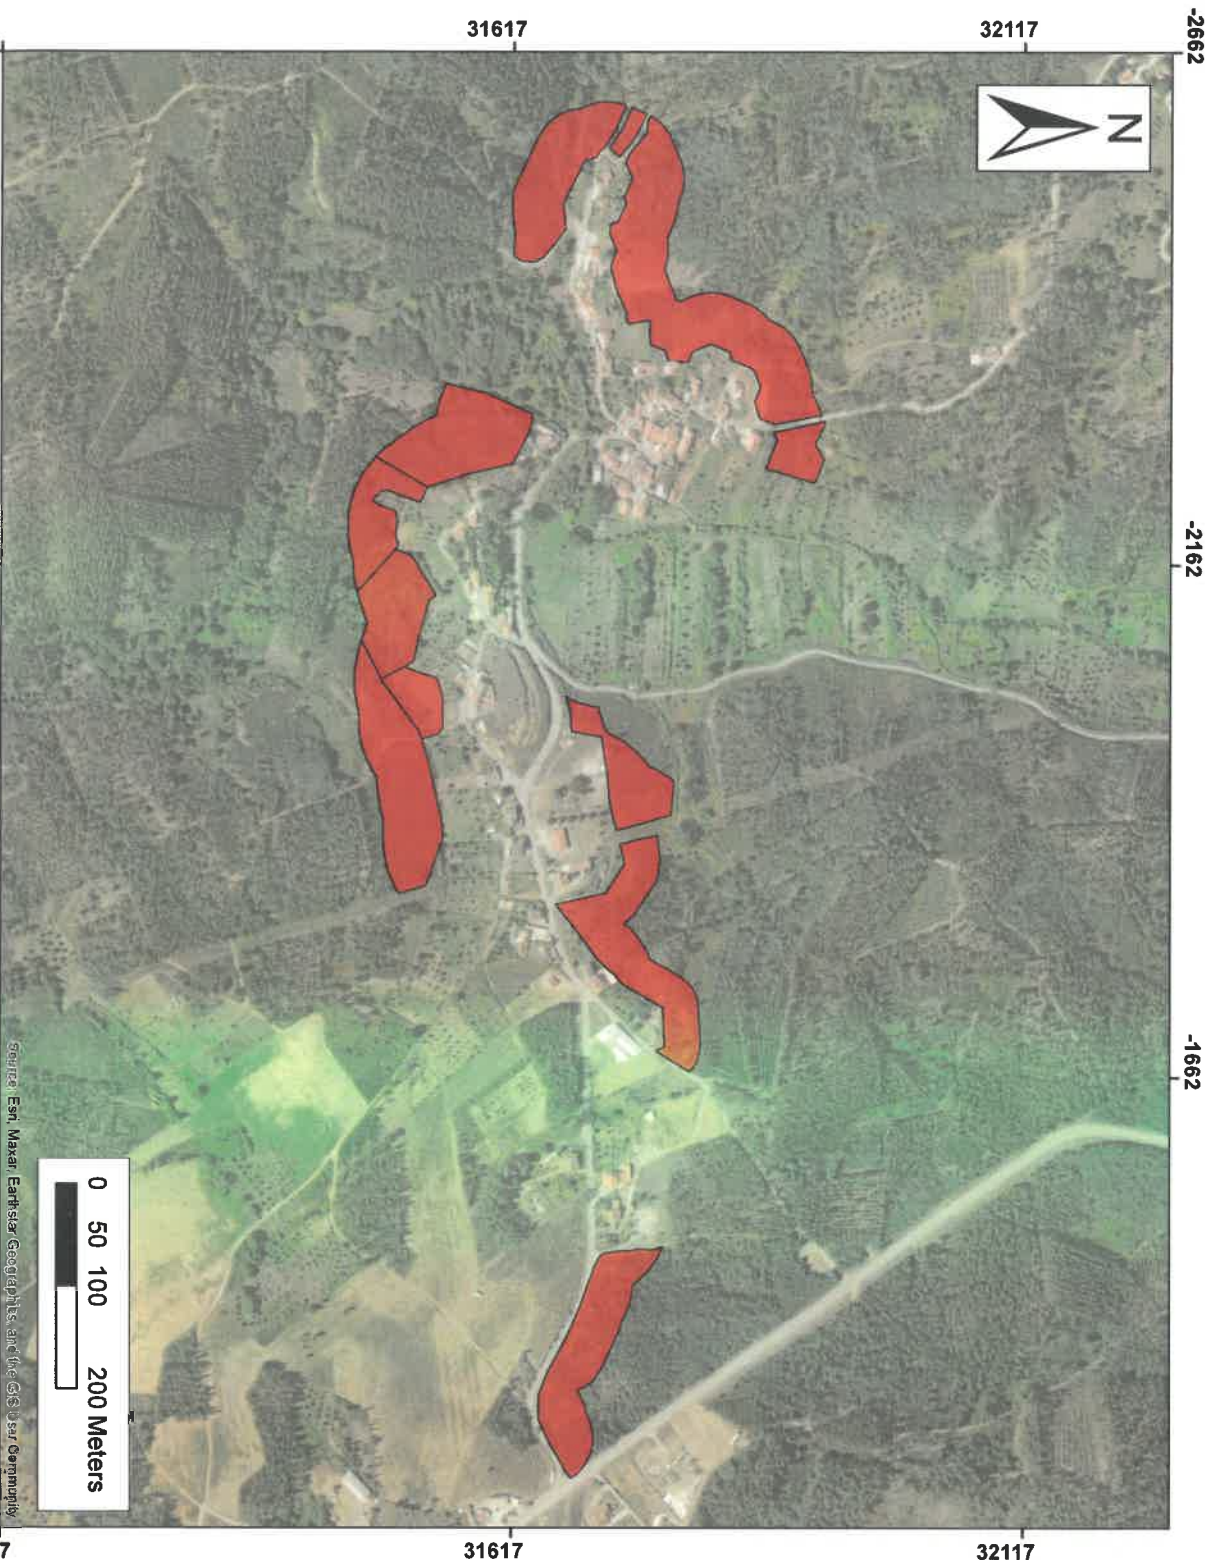 31617
32117
-2662
N
-2162
-1662
0 50 100 200 Meters
Source: Esri, Maxar, Earthstar Geographics, and the GIS User Community
7
31617
32117